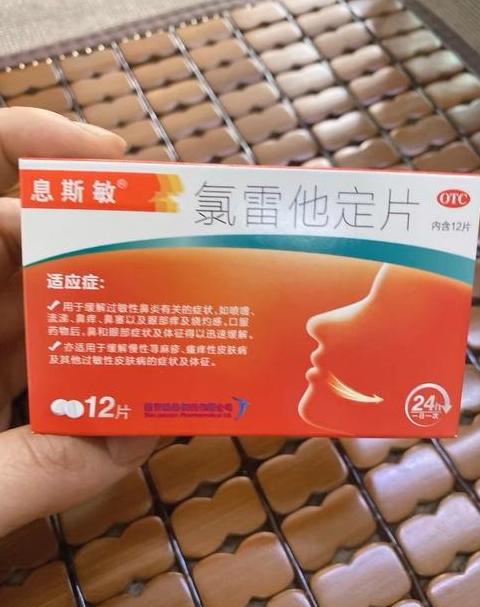 息斯敏®
氯雷他定片
OTC
内含12片
适应症：
用于缓解过敏性鼻炎有关的症状，如喷嚏、
流涕、鼻痒、鼻塞以及眼部痒及烧灼感。口服
药物后，鼻和眼部症状及体征得以迅速缓解。
亦适用于缓解慢性荨麻疹、瘙痒性皮肤病
及其他过敏性皮肤病的症状及体征。
12片
24h
一日一次